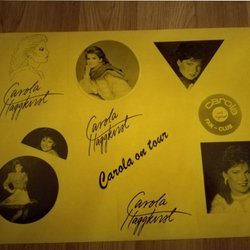 Carola
Häggkvist
Carola
Häggkvist
carola
FAN-CLUB
Carola on tour
Carola
Häggkvist